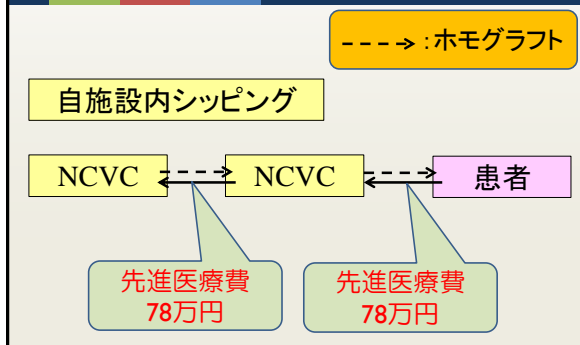 ---->:ホモグラフト
自施設内シッピング
NCVC
NCVC
患者
先進医療費
78万円
先進医療費
78万円